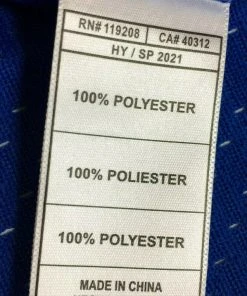 RN# 119208 CA# 40312
HY / SP 2021
100% POLYESTER
100% POLIESTER
100% POLYESTER
MADE IN CHINA